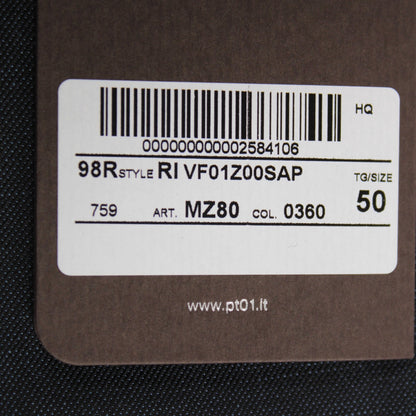 HQ
000000000002584106
98R STYLE RI VF01Z00SAP TG/SIZE
759 ART. MZ80 COL. 0360 50
www.pt01.it